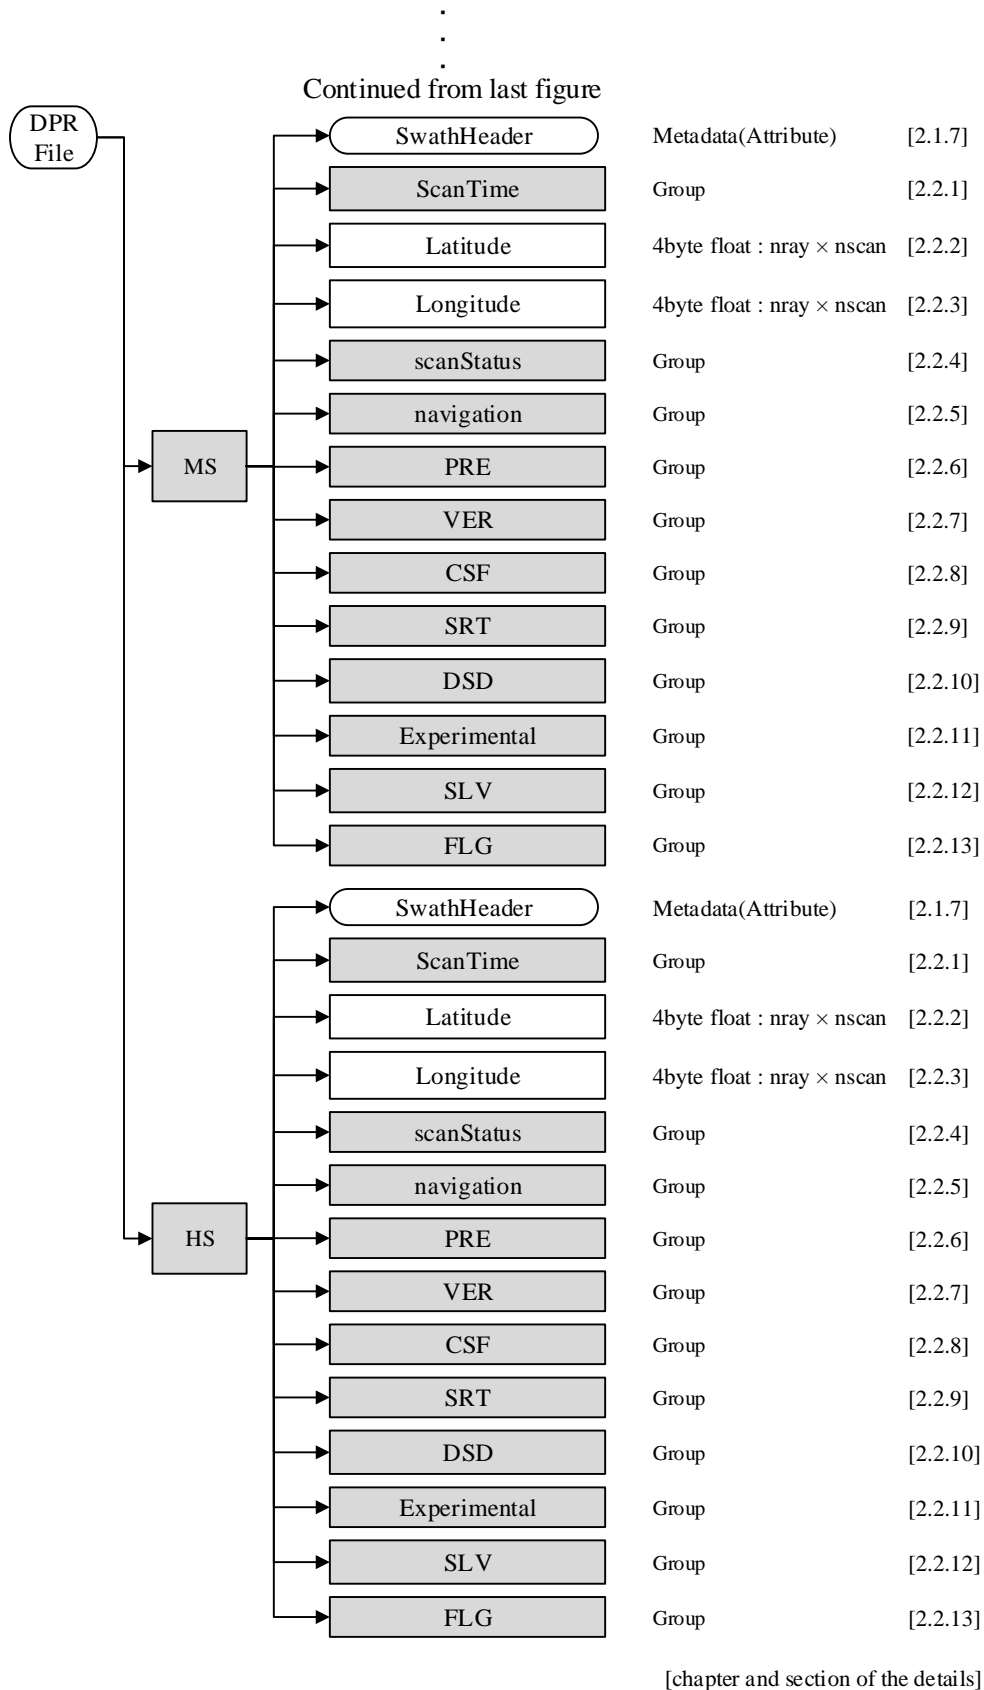 .
.
.
Continued from last figure
DPR
File
SwathHeader Metadata(Attribute) [2.1.7]
ScanTime Group [2.2.1]
Latitude 4byte float : nray × nscan [2.2.2]
Longitude 4byte float : nray × nscan [2.2.3]
scanStatus Group [2.2.4]
navigation Group [2.2.5]
MS PRE Group [2.2.6]
VER Group [2.2.7]
CSF Group [2.2.8]
SRT Group [2.2.9]
DSD Group [2.2.10]
Experimental Group [2.2.11]
SLV Group [2.2.12]
FLG Group [2.2.13]
SwathHeader Metadata(Attribute) [2.1.7]
ScanTime Group [2.2.1]
Latitude 4byte float : nray × nscan [2.2.2]
Longitude 4byte float : nray × nscan [2.2.3]
scanStatus Group [2.2.4]
navigation Group [2.2.5]
HS PRE Group [2.2.6]
VER Group [2.2.7]
CSF Group [2.2.8]
SRT Group [2.2.9]
DSD Group [2.2.10]
Experimental Group [2.2.11]
SLV Group [2.2.12]
FLG Group [2.2.13]
[chapter and section of the details]